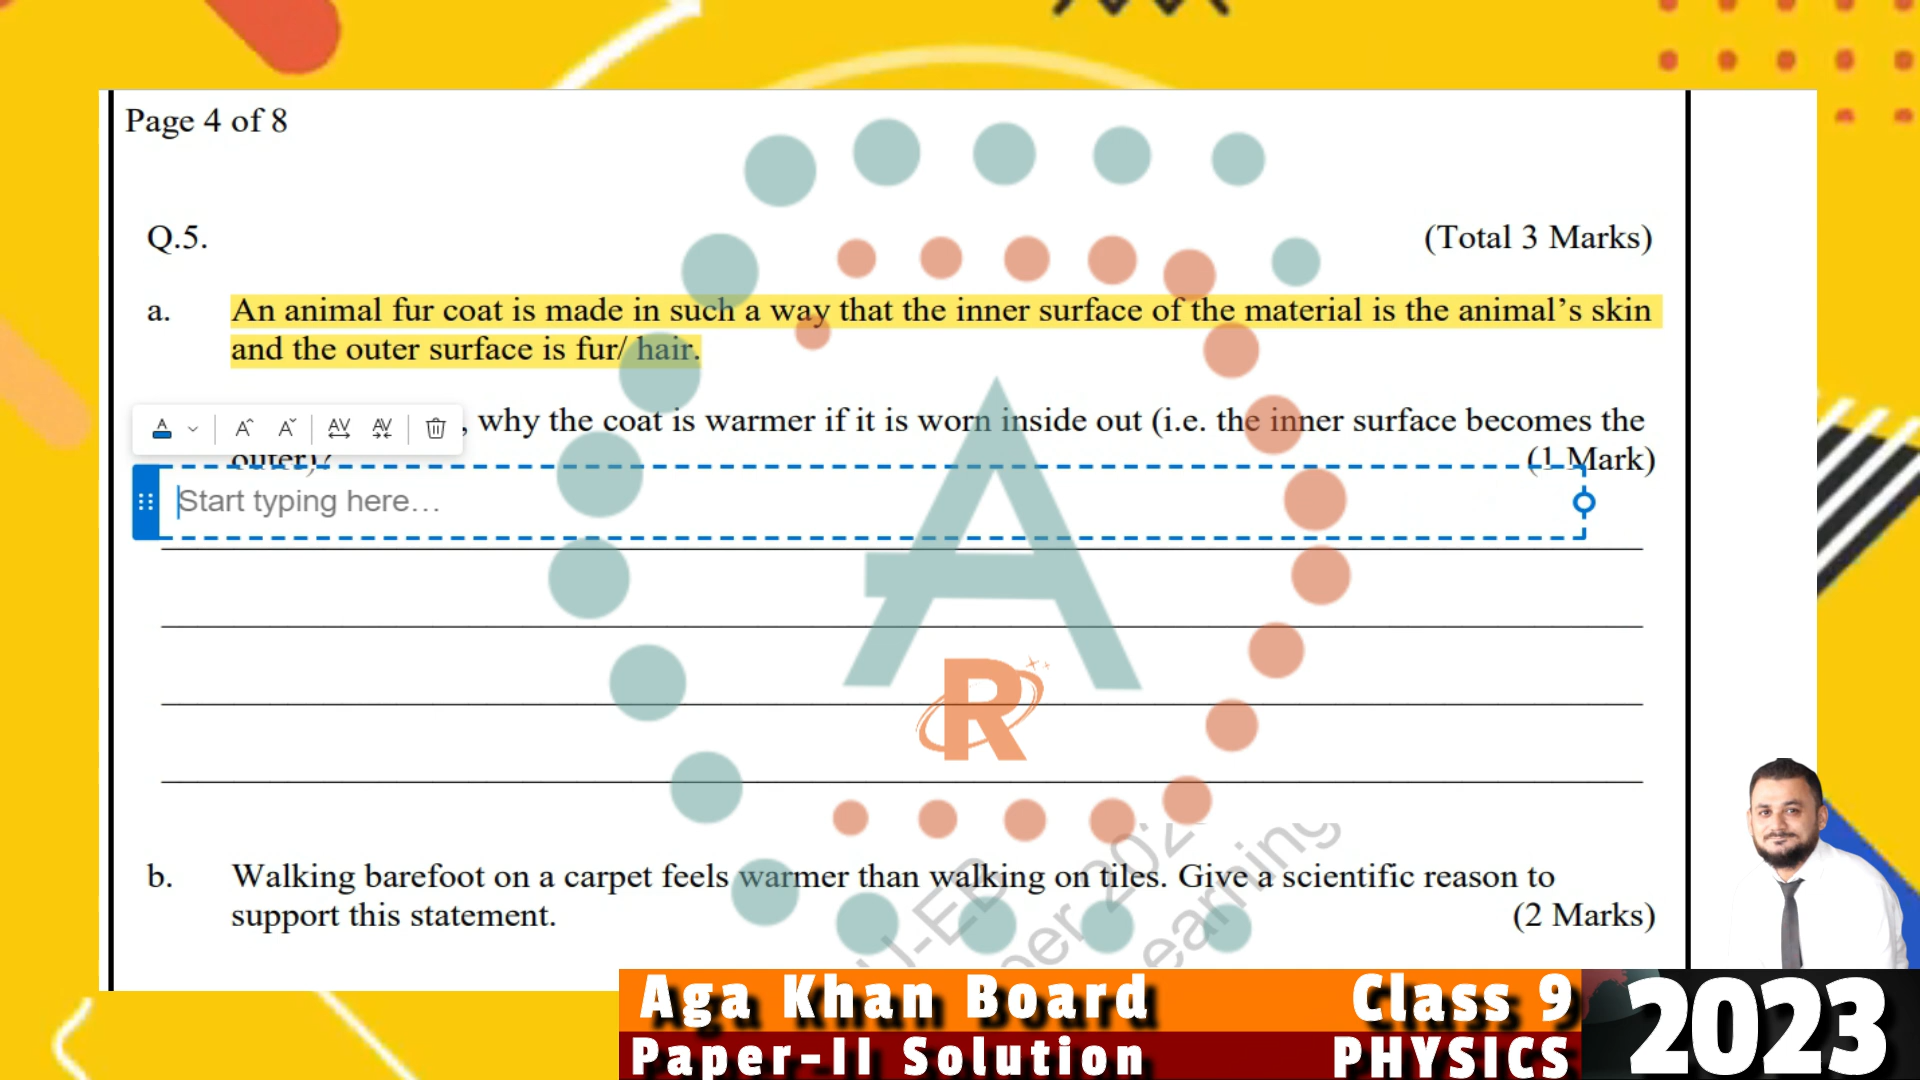 Page 4 of 8
Q.5.
(Total 3 Marks)
a. An animal fur coat is made in such a way that the inner surface of the material is the animal's skin
and the outer surface is fur/ hair.
, why the coat is warmer if it is worn inside out (i.e. the inner surface becomes the
outer)?
(1 Mark)
Start typing here...
A
R
b. Walking barefoot on a carpet feels warmer than walking on tiles. Give a scientific reason to
support this statement.
(2 Marks)
Aga Khan Board
Class 9
2023
Paper-II Solution
PHYSICS